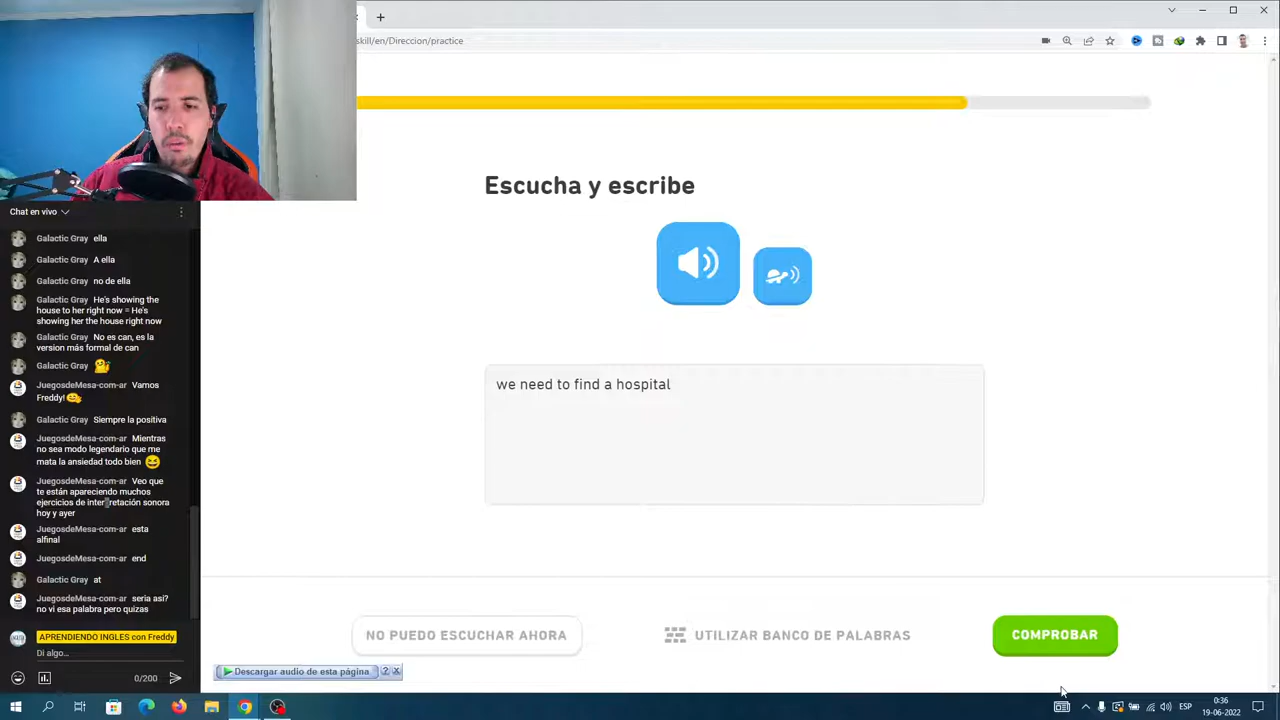 skill/en/Direccion/practice
Chat en vivo
Galactic Gray ella
Galactic Gray A ella
Galactic Gray no de ella
Galactic Gray He's showing the
house to her right now = He's
showing her the house right now
Galactic Gray No es can, es la
version más formal de can
Galactic Gray
JuegosdeMesa-com-ar Vamos
Freddy!
Galactic Gray Siempre la positiva
JuegosdeMesa-com-ar Mientras
no sea modo legendario que me
mata la ansiedad todo bien
JuegosdeMesa-com-ar Veo que
te están apareciendo muchos
ejercicios de interpretación sonora
hoy y ayer
JuegosdeMesa-com-ar esta
alfinal
JuegosdeMesa-com-ar end
Galactic Gray at
JuegosdeMesa-com-ar seria asi?
no vi esa palabra pero quizas
APRENDIENDO INGLES con Freddy
Di algo...
0/200
Escucha y escribe
we need to find a hospital
NO PUEDO ESCUCHAR AHORA
UTILIZAR BANCO DE PALABRAS
COMPROBAR
Descargar audio de esta página
ESP
0:36
19-06-2022